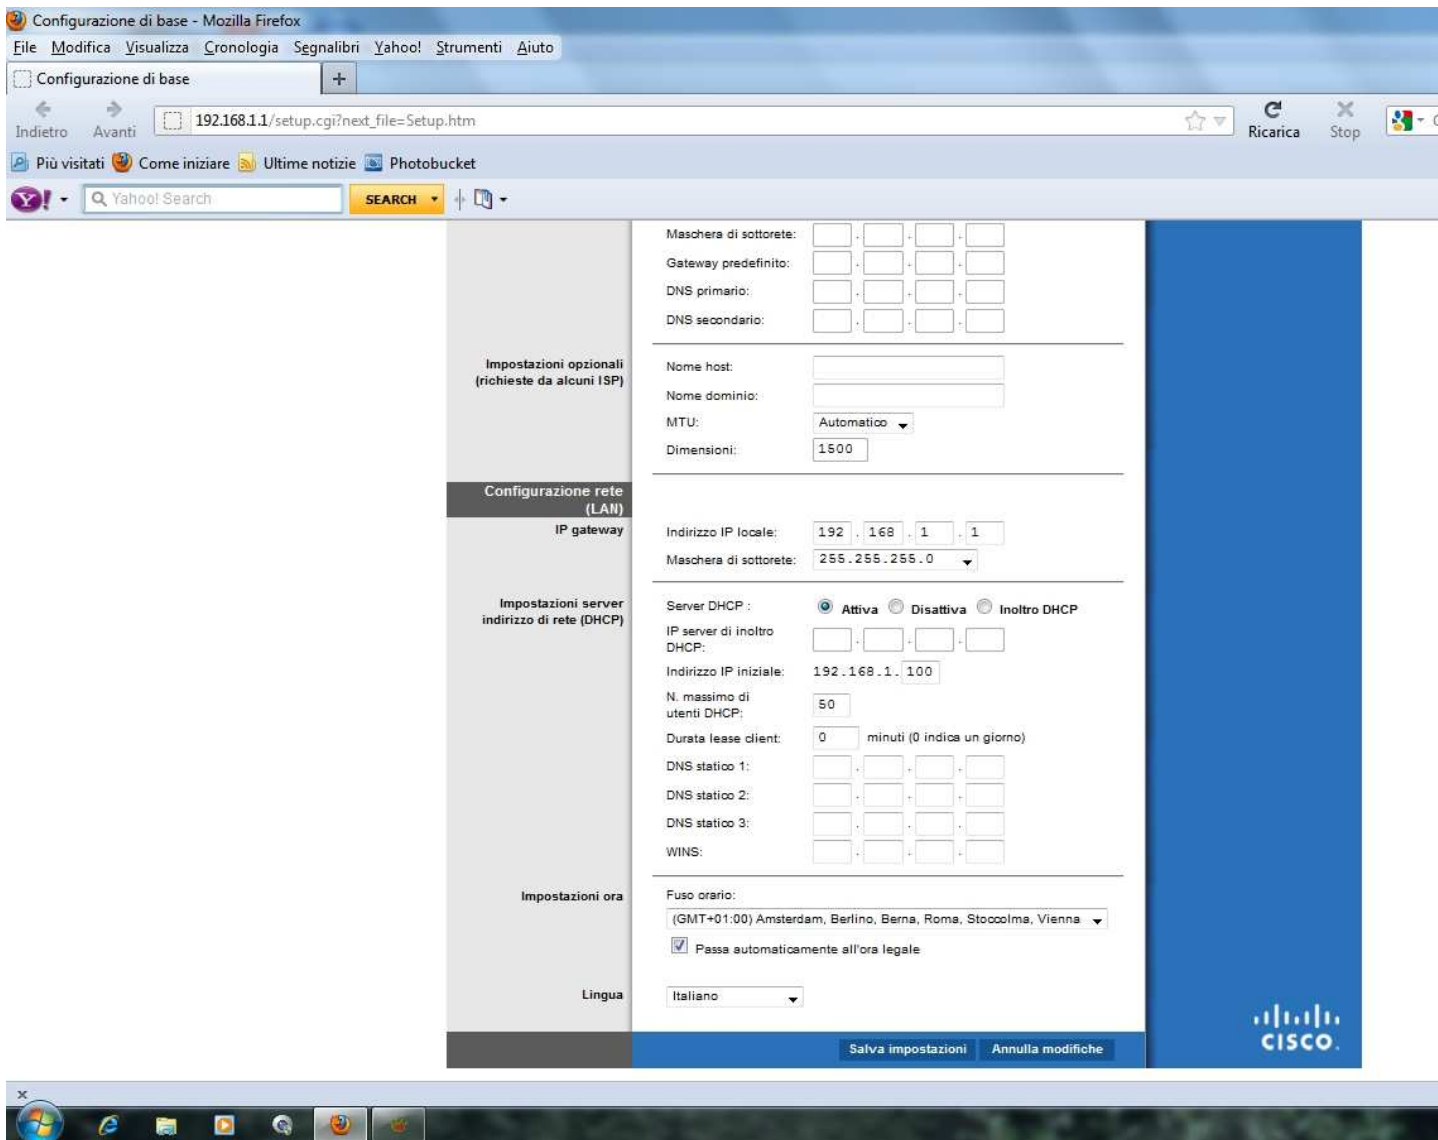 Configurazione di base - Mozilla Firefox
File Modifica Visualizza Cronologia Segnalibri Yahoo! Strumenti Aiuto
Configurazione di base +
Indietro Avanti 192.168.1.1/setup.cgi?next_file=Setup.htm Ricarica Stop
Più visitati Come iniziare Ultime notizie Photobucket
Y! Yahoo! Search SEARCH
Maschera di sottorete: . . .
Gateway predefinito: . . .
DNS primario: . . .
DNS secondario: . . .
Impostazioni opzionali
(richieste da alcuni ISP)
Nome host:
Nome dominio:
MTU: Automatico
Dimensioni: 1500
Configurazione rete
(LAN)
IP gateway
Indirizzo IP locale: 192 . 168 . 1 . 1
Maschera di sottorete: 255.255.255.0
Impostazioni server
indirizzo di rete (DHCP)
Server DHCP : Attiva Disattiva Inoltro DHCP
IP server di inoltro
DHCP: . . .
Indirizzo IP iniziale: 192.168.1. 100
N. massimo di
utenti DHCP: 50
Durata lease client: 0 minuti (0 indica un giorno)
DNS statico 1: . . .
DNS statico 2: . . .
DNS statico 3: . . .
WINS: . . .
Impostazioni ora
Fuso orario:
(GMT+01:00) Amsterdam, Berlino, Berna, Roma, Stoccolma, Vienna
Passa automaticamente all'ora legale
Lingua Italiano
Salva impostazioni Annulla modifiche
CISCO.
x